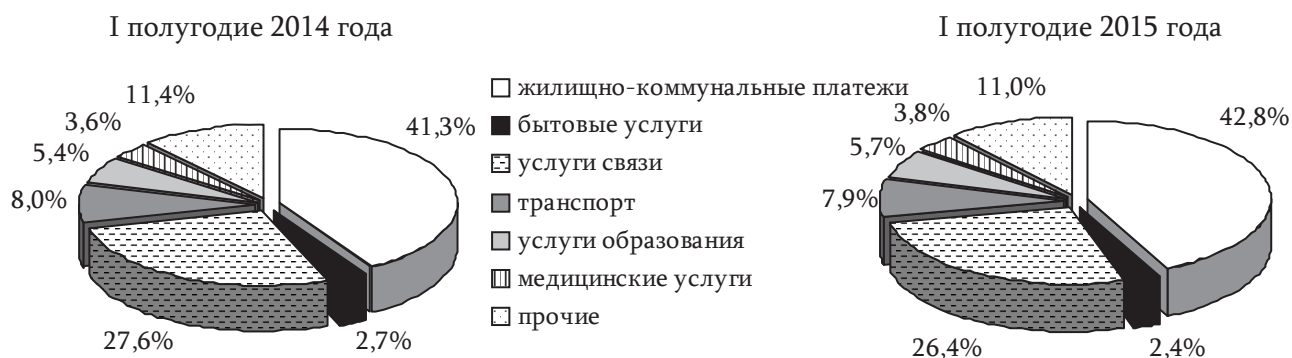 I полугодие 2014 года
11,4%
3,6%
5,4%
8,0%
41,3%
27,6%
2,7%
жилищно-коммунальные платежи
бытовые услуги
услуги связи
транспорт
услуги образования
медицинские услуги
прочие
I полугодие 2015 года
11,0%
3,8%
5,7%
7,9%
42,8%
26,4%
2,4%